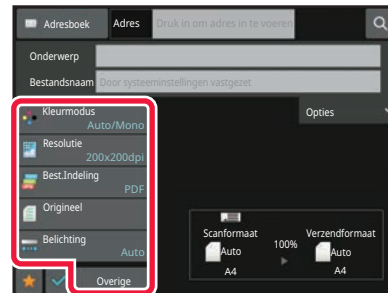 Adresboek
Adres
Druk in om adres in te voeren
Onderwerp
Bestandsnaam
Door systeeminstellingen vastgezet
Kleurmodus
Auto/Mono
Opties
Resolutie
200x200dpi
Best.Indeling
PDF
Origineel
Belichting
Auto
Overige
Scanformaat
Auto
A4
100%
Verzendformaat
Auto
A4